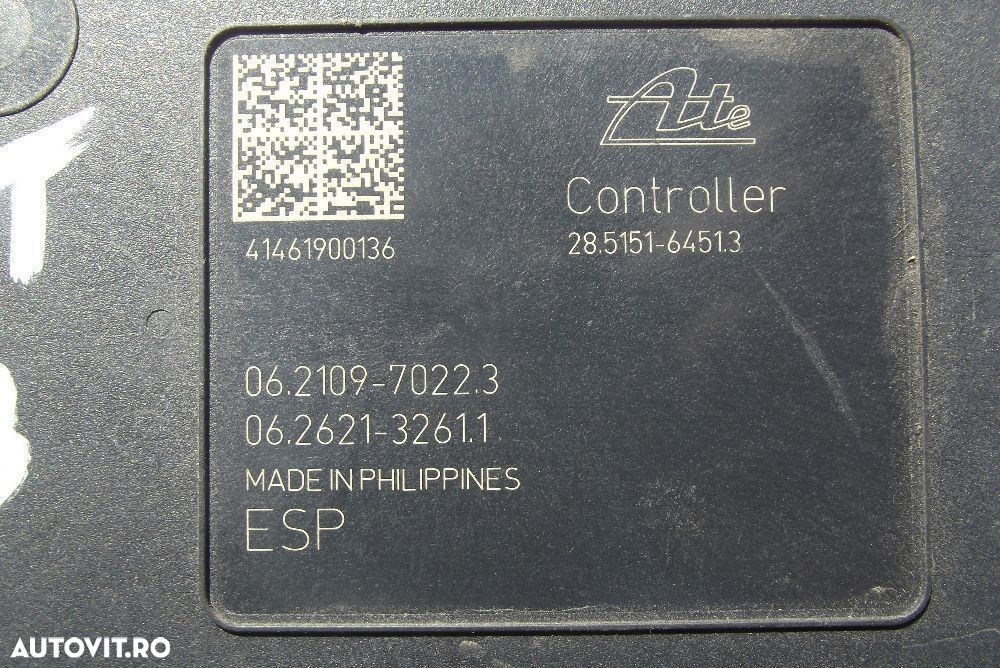 Ate
Controller
28.5151-6451.3
41461900136
06.2109-7022.3
06.2621-3261.1
MADE IN PHILIPPINES
ESP
T
AUTOVIT.RO